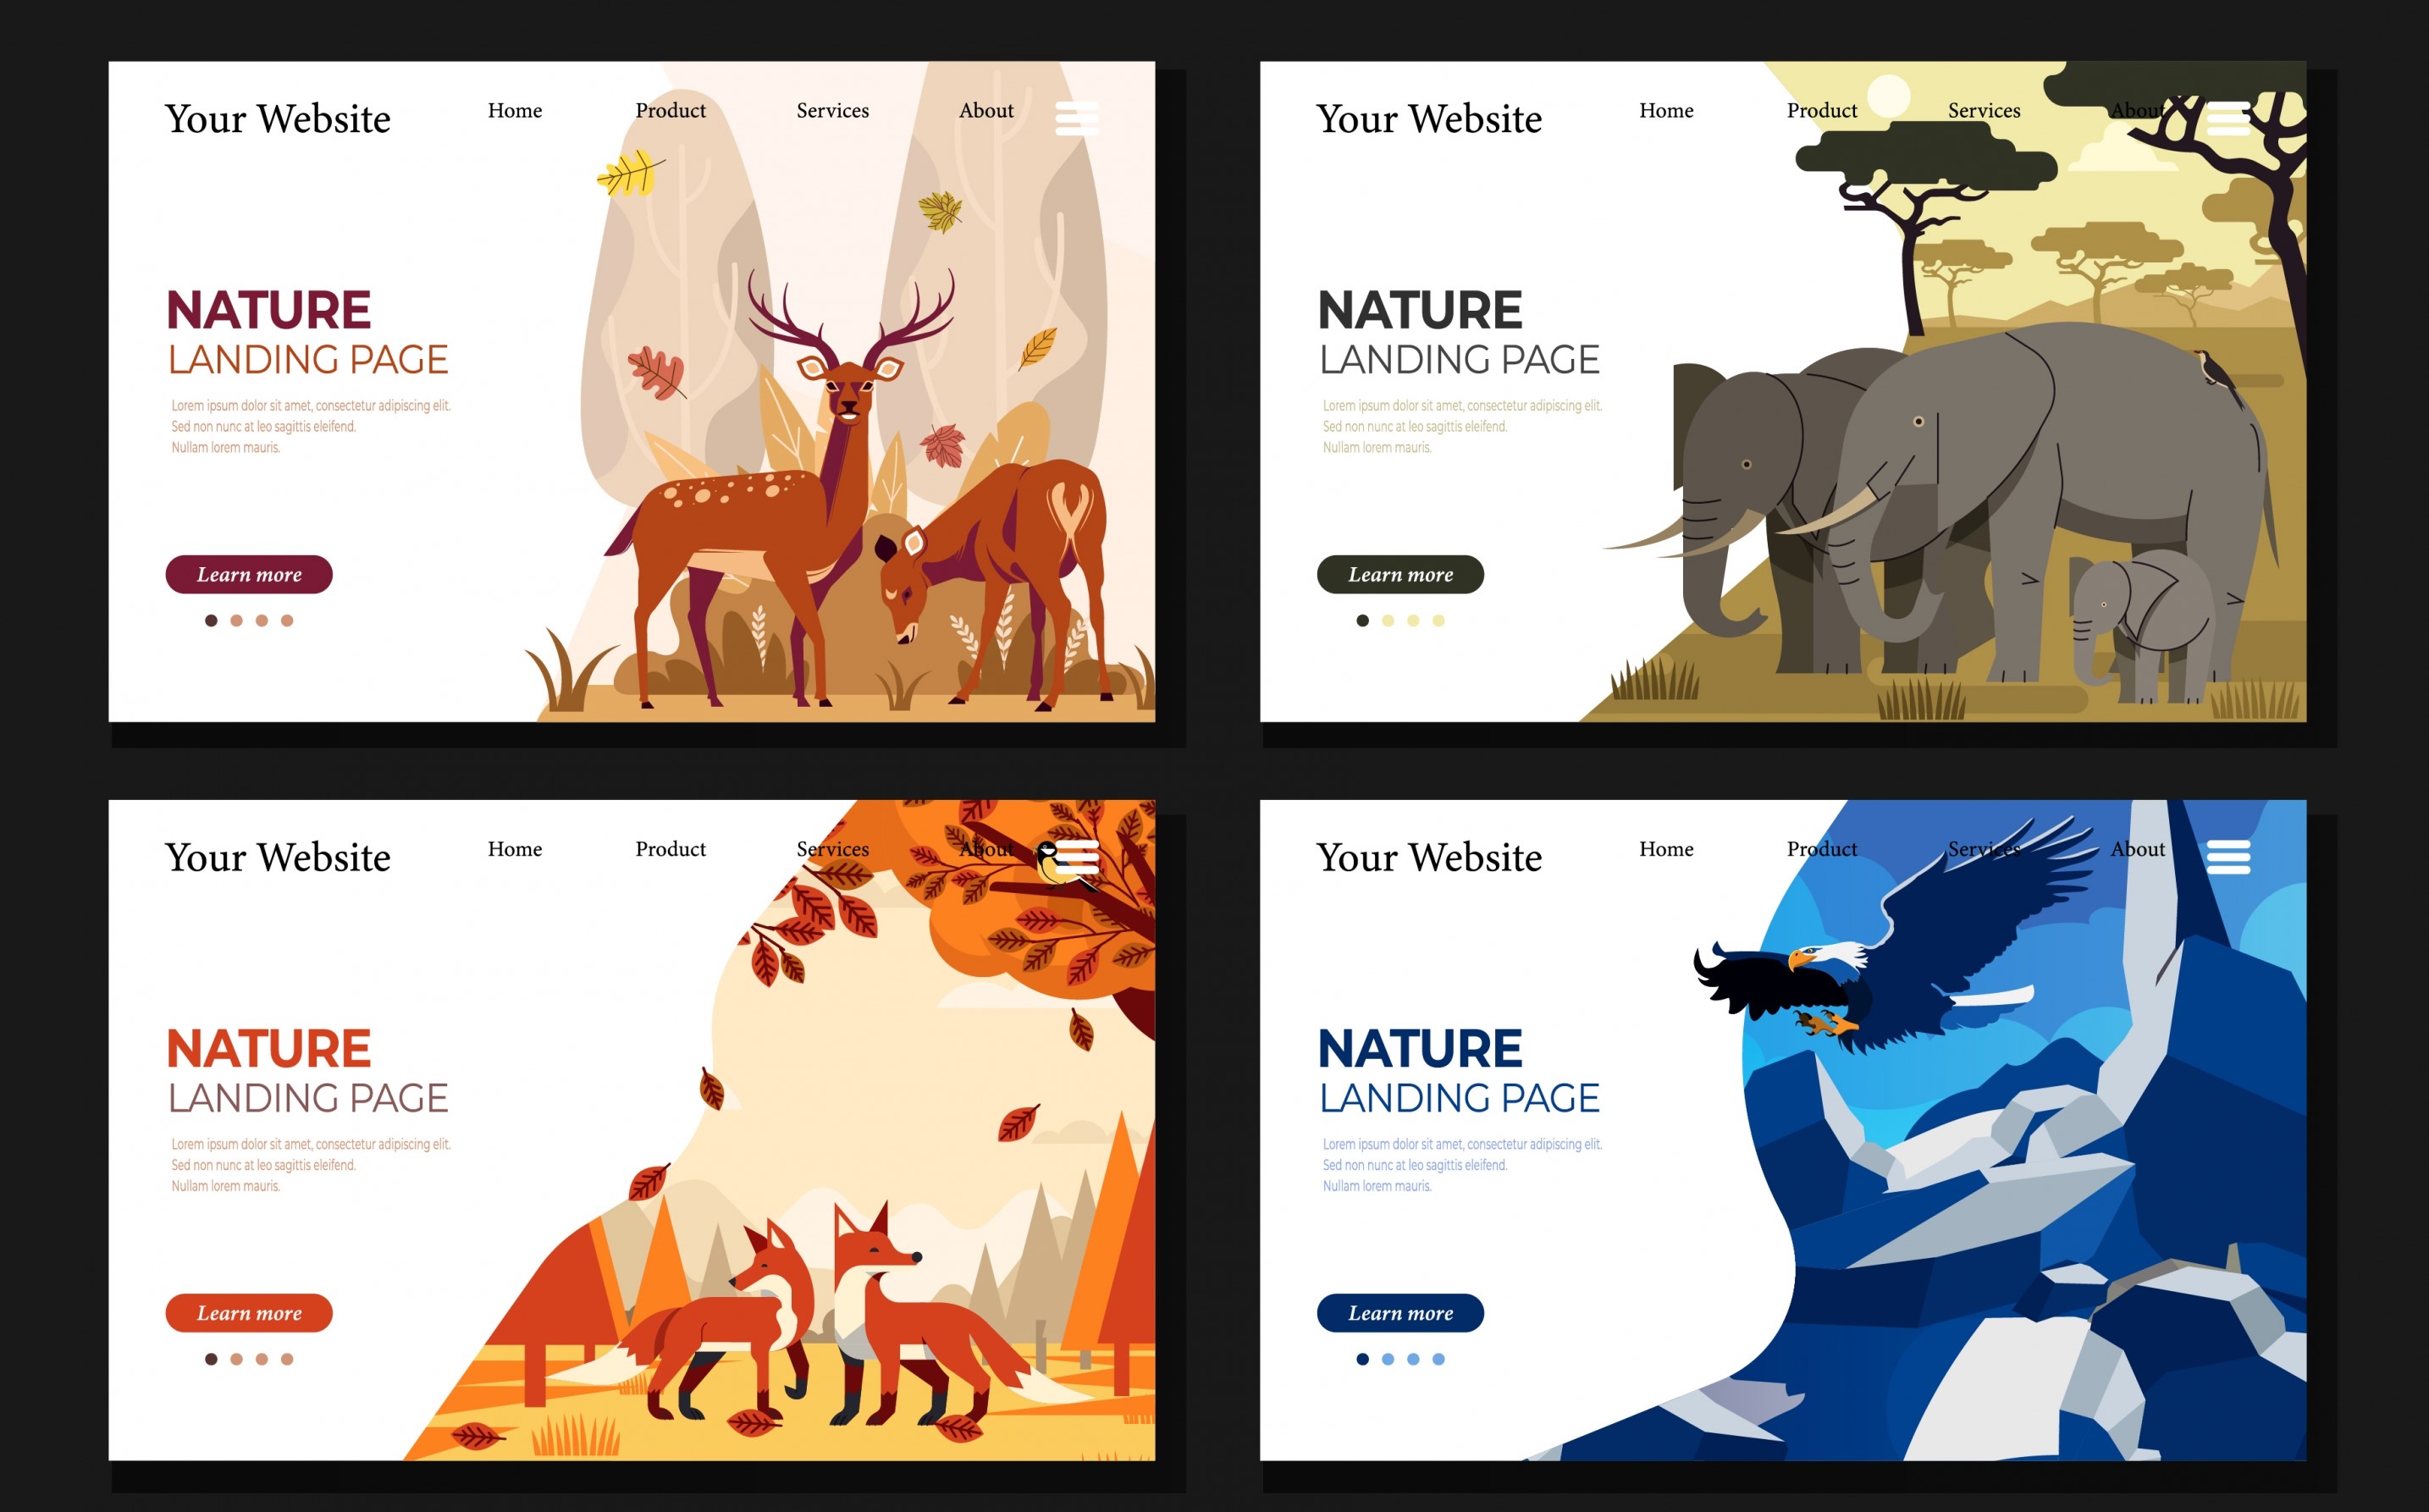 Your Website Home Product Services About
NATURE
LANDING PAGE
Lorem ipsum dolor sit amet, consectetur adipiscing elit.
Sed non nunc at leo sagittis eleifend.
Nullam lorem mauris.
Learn more
Your Website Home Product Services About
NATURE
LANDING PAGE
Lorem ipsum dolor sit amet, consectetur adipiscing elit.
Sed non nunc at leo sagittis eleifend.
Nullam lorem mauris.
Learn more
Your Website Home Product Services About
NATURE
LANDING PAGE
Lorem ipsum dolor sit amet, consectetur adipiscing elit.
Sed non nunc at leo sagittis eleifend.
Nullam lorem mauris.
Learn more
Your Website Home Product Services About
NATURE
LANDING PAGE
Lorem ipsum dolor sit amet, consectetur adipiscing elit.
Sed non nunc at leo sagittis eleifend.
Nullam lorem mauris.
Learn more